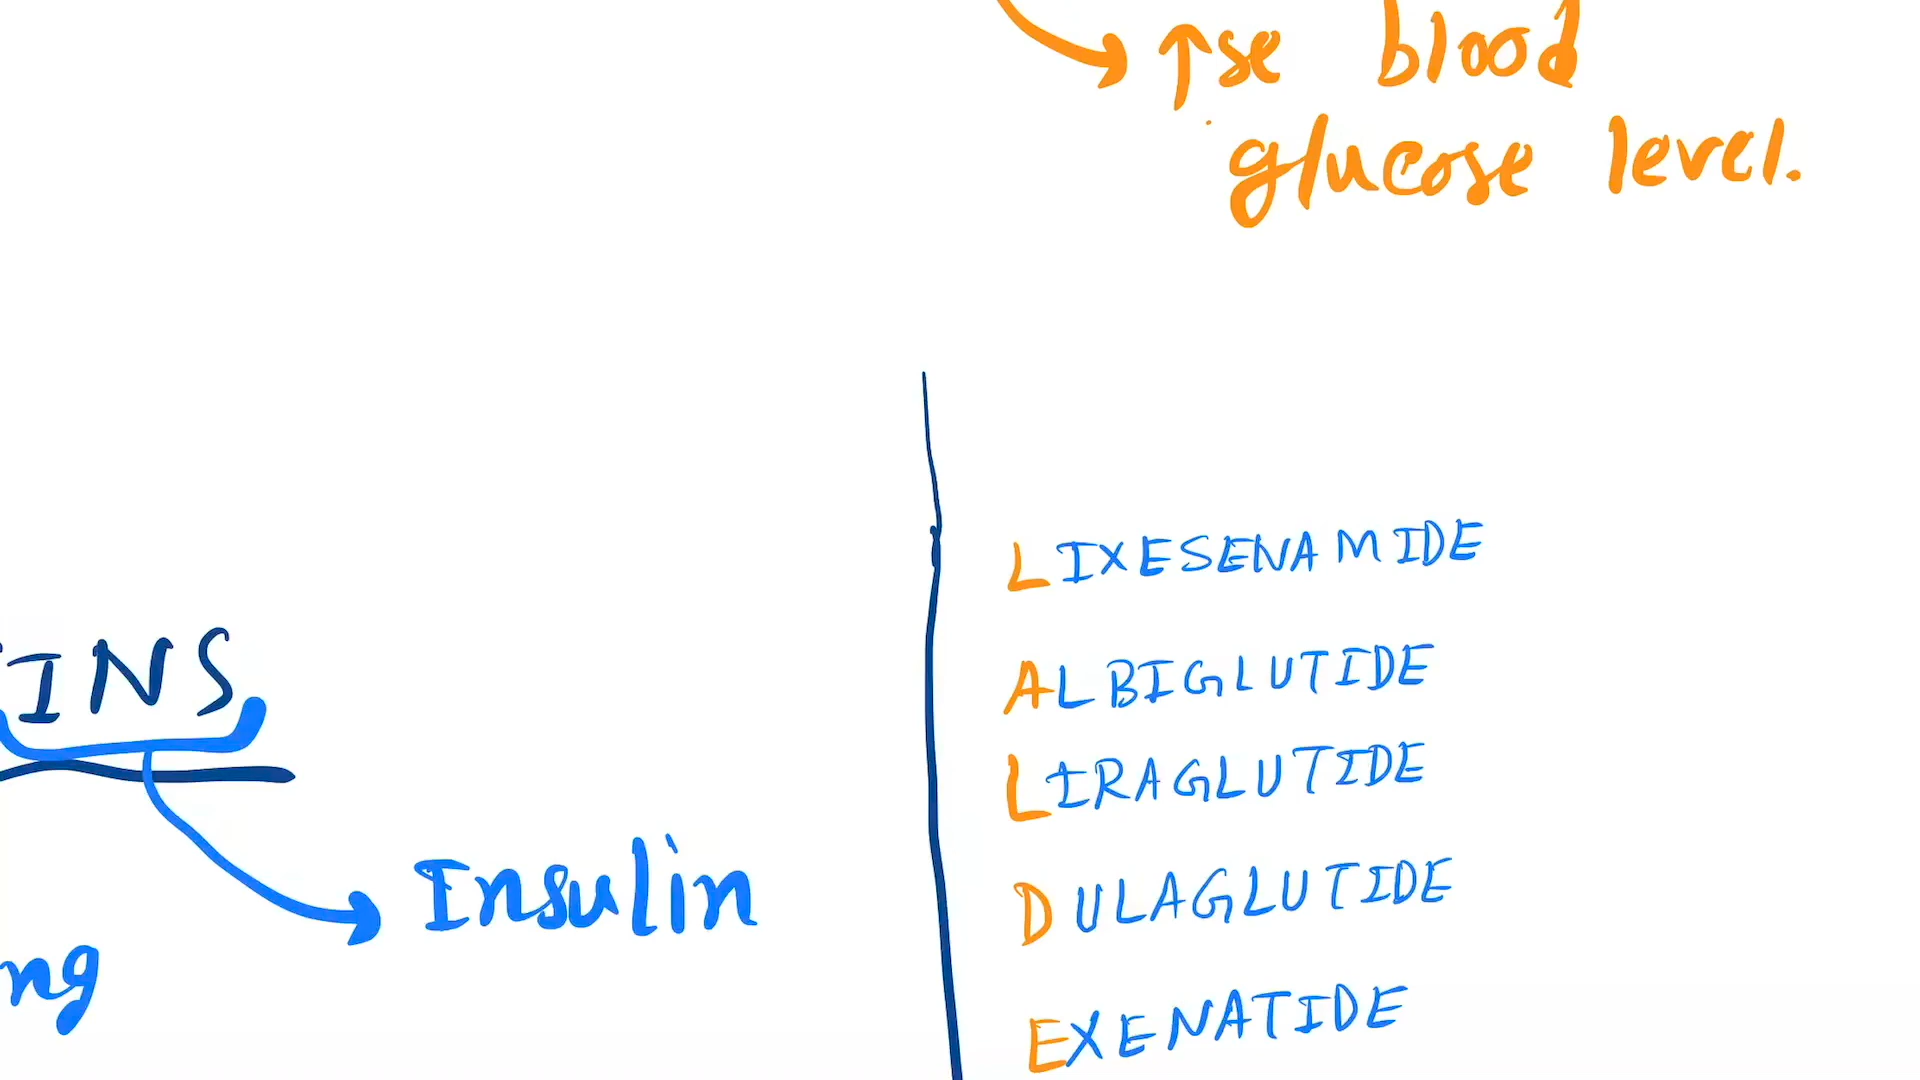 ↑se blood
glucose level.
LIXESENAMIDE
ALBIGLUTIDE
LIRAGLUTIDE
DULAGLUTIDE
EXENATIDE
INS
Insulin
ng